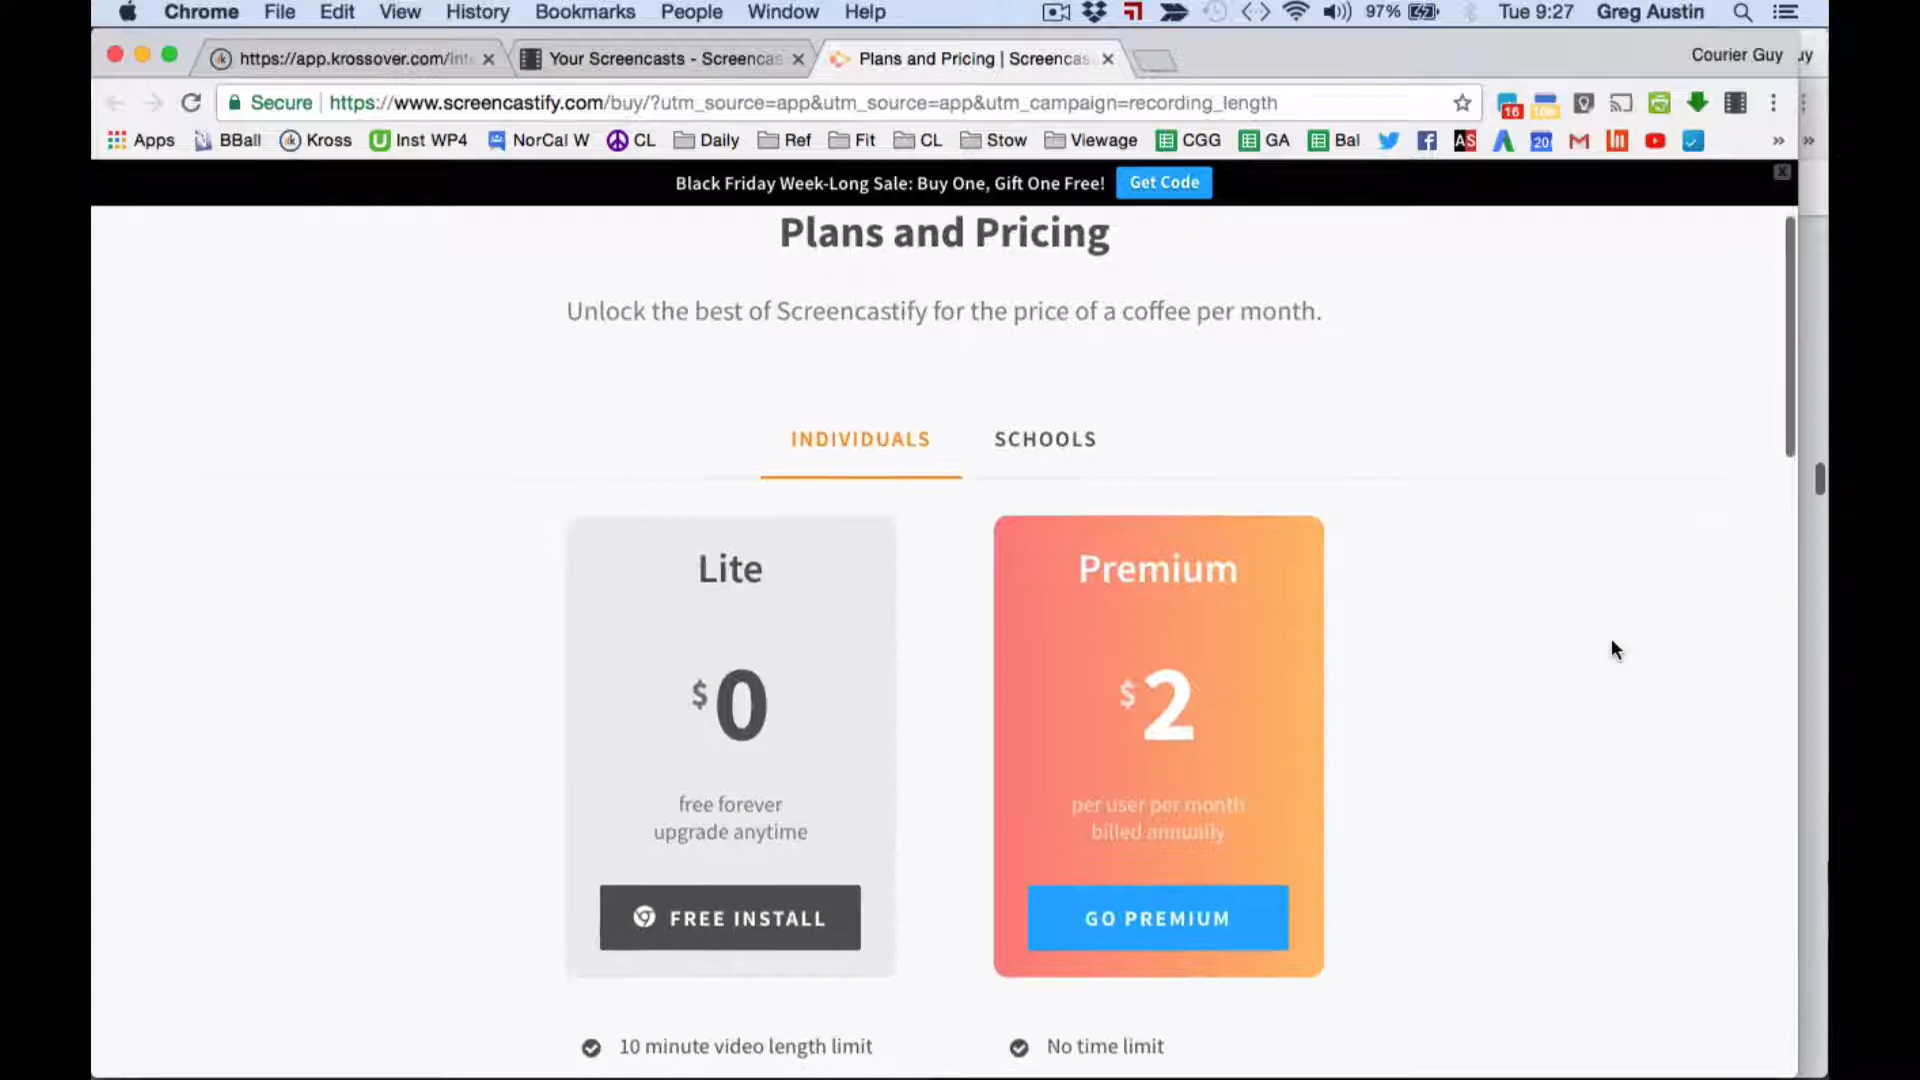 Chrome File Edit View History Bookmarks People Window Help 97% Tue 9:27 Greg Austin
https://app.krossover.com/int Your Screencasts - Screencas Plans and Pricing | Screencas Courier Guy uy
Secure https://www.screencastify.com/buy/?utm_source=app&utm_source=app&utm_campaign=recording_length 16
Apps BBall Kross Inst WP4 NorCal W CL Daily Ref Fit CL Stow Viewage CGG GA Bal AS 20 » »
Black Friday Week-Long Sale: Buy One, Gift One Free! Get Code x
Plans and Pricing
Unlock the best of Screencastify for the price of a coffee per month.
INDIVIDUALS SCHOOLS
Lite
$0
free forever
upgrade anytime
FREE INSTALL
10 minute video length limit
Premium
$2
per user per month
billed annually
GO PREMIUM
No time limit